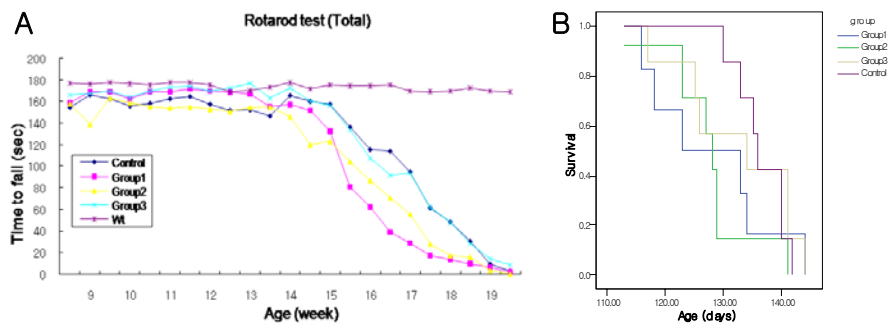 A
Rotarod test (Total)
Time to fall (sec)
200
180
160
140
120
100
80
60
40
20
0
Control
Group1
Group2
Group3
Wt
9 10 11 12 13 14 15 16 17 18 19
Age (week)
B
Survival
1.0
0.8
0.6
0.4
0.2
0.0
110.00 120.00 130.00 140.00
Age (days)
group
Group1
Group2
Group3
Control